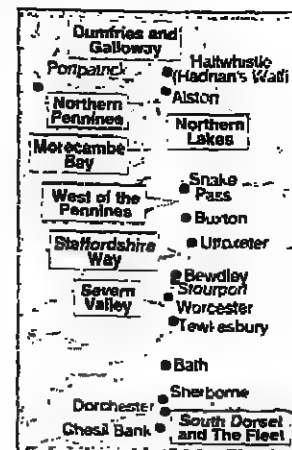 Dumfries and
Galloway
Portpatrick
Haltwhistle
(Hadrian's Wall)
Alston
Northern
Pennines
Northern
Lakes
Morecambe
Bay
Snake
Pass
West of the
Pennines
Buxton
Uttoxeter
Staffordshire
Way
Bewdley
Stourport
Severn
Valley
Worcester
Tewkesbury
Bath
Sherborne
Dorchester
Chesil Bank
South Dorset
and The Fleet